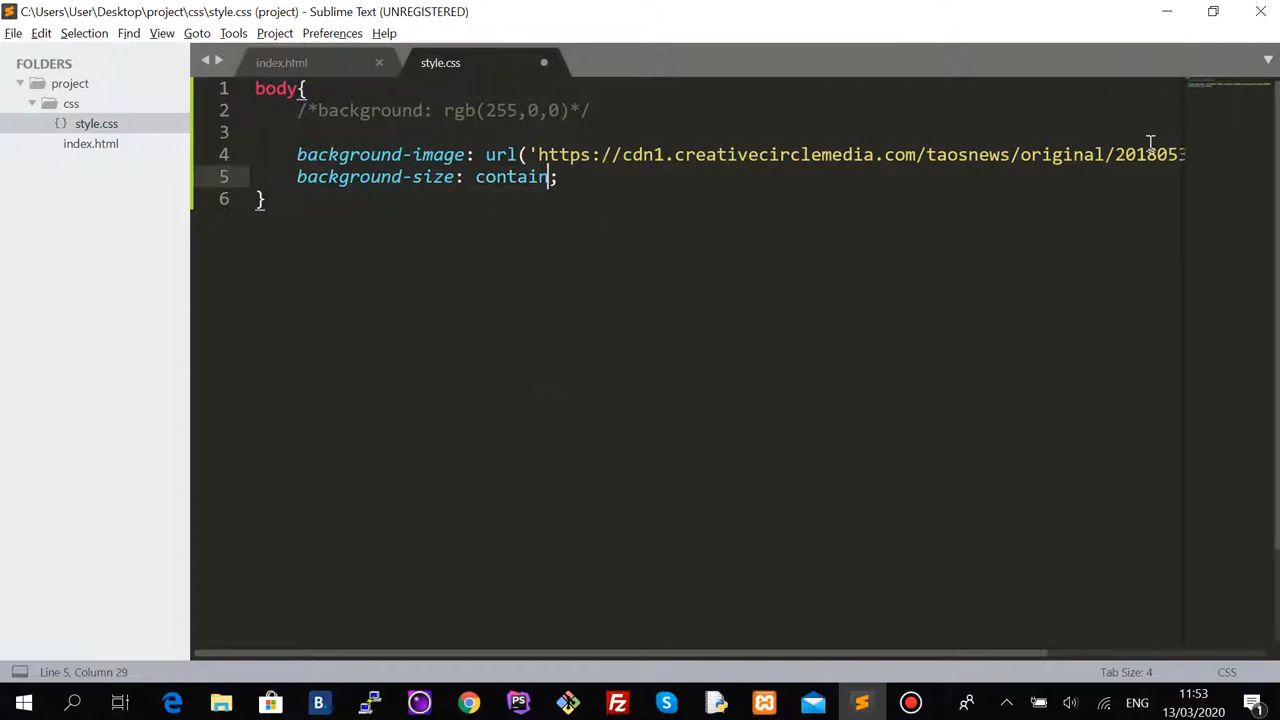 C:\Users\User\Desktop\project\css\style.css (project) - Sublime Text (UNREGISTERED)
File Edit Selection Find View Goto Tools Project Preferences Help
FOLDERS
project
css
style.css
index.html
index.html
style.css
1 body{
2 /*background: rgb(255,0,0)*/
3
4 background-image: url('https://cdn1.creativecirclemedia.com/taosnews/original/2018053
5 background-size: contain;
6 }
Line 5, Column 29
Tab Size: 4
CSS
ENG
11:53
13/03/2020